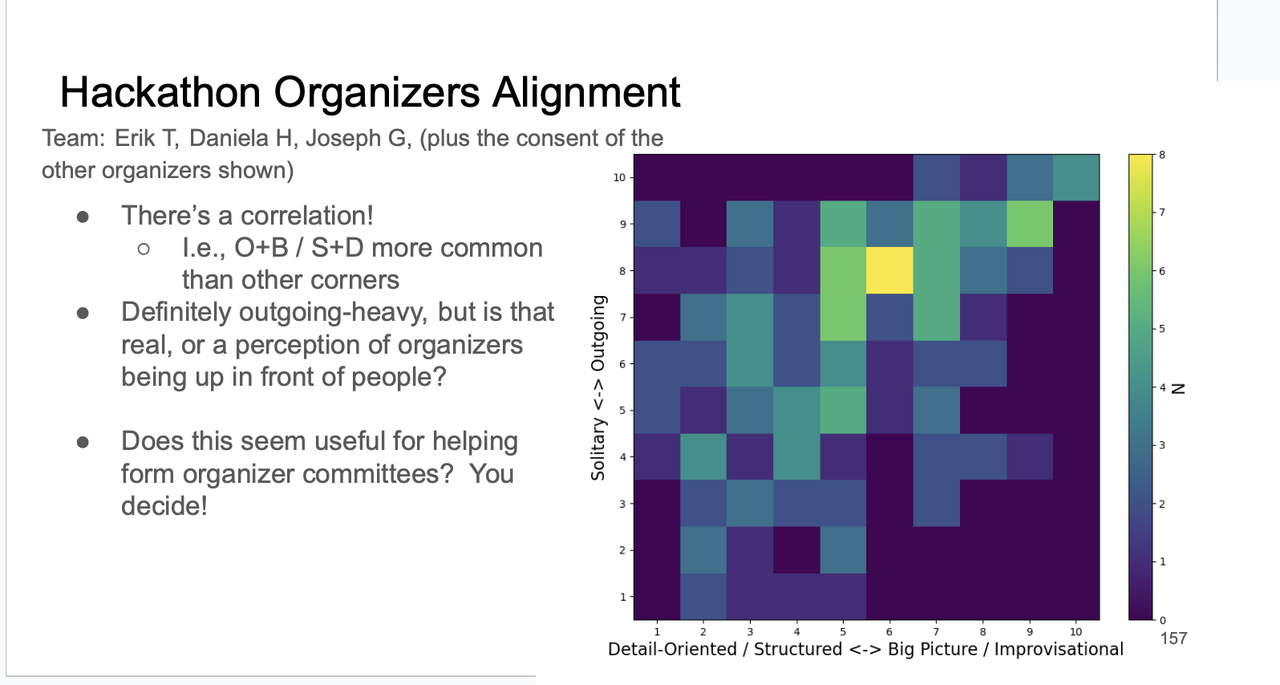 Hackathon Organizers Alignment
Team: Erik T, Daniela H, Joseph G, (plus the consent of the
other organizers shown)
● There’s a correlation!
○ I.e., O+B / S+D more common
than other corners
● Definitely outgoing-heavy, but is that
real, or a perception of organizers
being up in front of people?
● Does this seem useful for helping
form organizer committees?  You
decide!
Solitary <-> Outgoing
10
9
8
7
6
5
4
3
2
1
1 2 3 4 5 6 7 8 9 10
Detail-Oriented / Structured <-> Big Picture / Improvisational
8
7
6
5
4
3
2
1
0
N
157